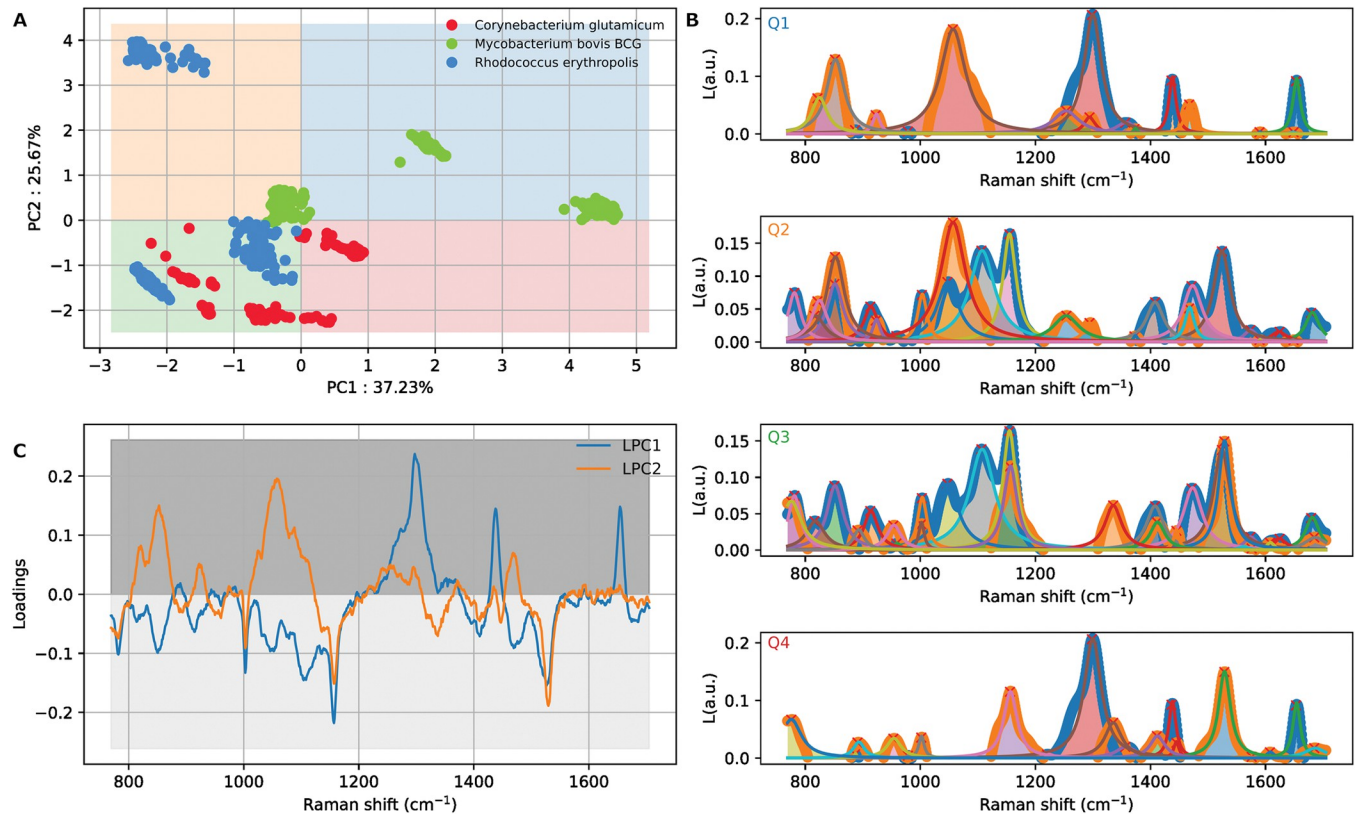 A
Corynebacterium glutamicum
Mycobacterium bovis BCG
Rhodococcus erythropolis
4
3
2
1
0
−1
−2
PC2 : 25.67%
−3 −2 −1 0 1 2 3 4 5
PC1 : 37.23%
B
Q1
0.2
0.1
0.0
L(a.u.)
800 1000 1200 1400 1600
Raman shift (cm⁻¹)
Q2
0.15
0.10
0.05
0.00
L(a.u.)
800 1000 1200 1400 1600
Raman shift (cm⁻¹)
C
LPC1
LPC2
0.2
0.1
0.0
−0.1
−0.2
Loadings
800 1000 1200 1400 1600
Raman shift (cm⁻¹)
Q3
0.15
0.10
0.05
0.00
L(a.u.)
800 1000 1200 1400 1600
Raman shift (cm⁻¹)
Q4
0.2
0.1
0.0
L(a.u.)
800 1000 1200 1400 1600
Raman shift (cm⁻¹)